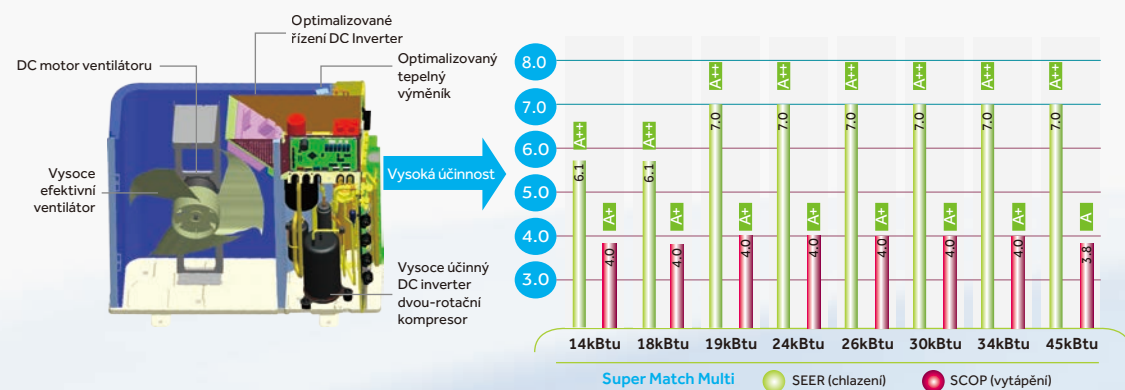 Optimalizované
řízení DC Inverter
DC motor ventilátoru
Optimalizovaný
tepelný
výměník
Vysoce
efektivní
ventilátor
Vysoce účinný
DC inverter
dvou-rotační
kompresor
Vysoká účinnost
8.0
7.0
6.0
5.0
4.0
3.0
A++ A++ A++ A++ A++ A++ A++ A++
6.1 6.1 7.0 7.0 7.0 7.0 7.0 7.0
A+ A+ A+ A+ A+ A+ A+ A
4.0 4.0 4.0 4.0 4.0 4.0 4.0 3.8
14kBtu 18kBtu 19kBtu 24kBtu 26kBtu 30kBtu 34kBtu 45kBtu
Super Match Multi SEER (chlazení) SCOP (vytápění)